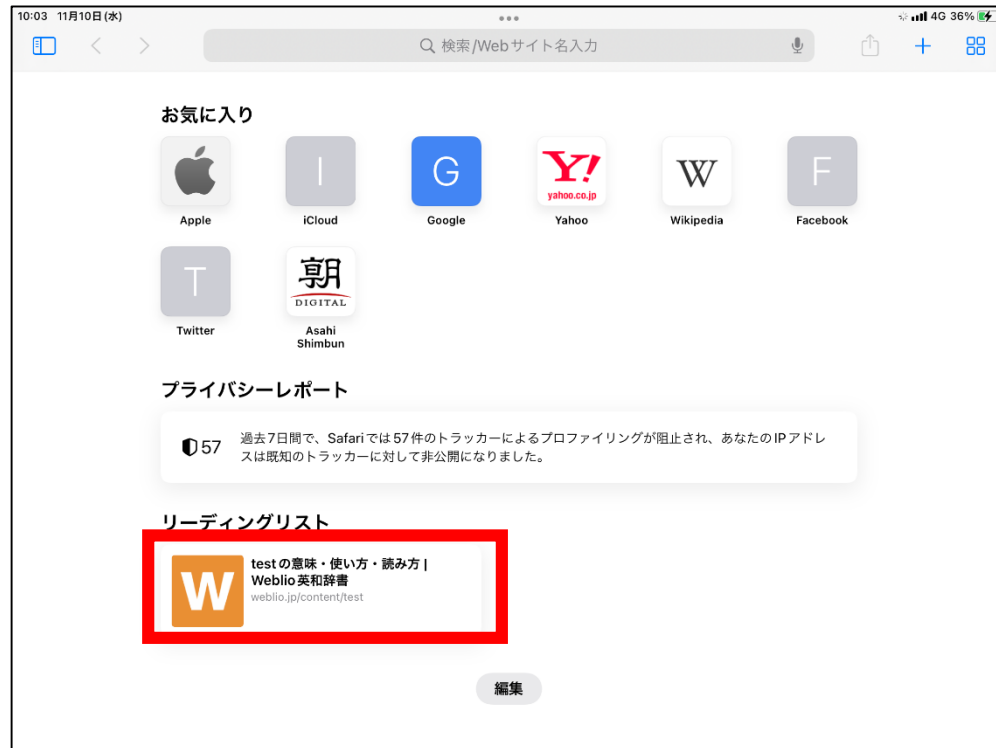 10:03 11月10日(水)
4G 36%
検索/Webサイト名入力
お気に入り
I
G
Y!
yahoo.co.jp
W
F
Apple
iCloud
Google
Yahoo
Wikipedia
Facebook
T
朝
DIGITAL
Twitter
Asahi
Shimbun
プライバシーレポート
57
過去7日間で、Safariでは57件のトラッカーによるプロファイリングが阻止され、あなたのIPアドレ
スは既知のトラッカーに対して非公開になりました。
リーディングリスト
W
testの意味・使い方・読み方 |
Weblio英和辞書
weblio.jp/content/test
編集